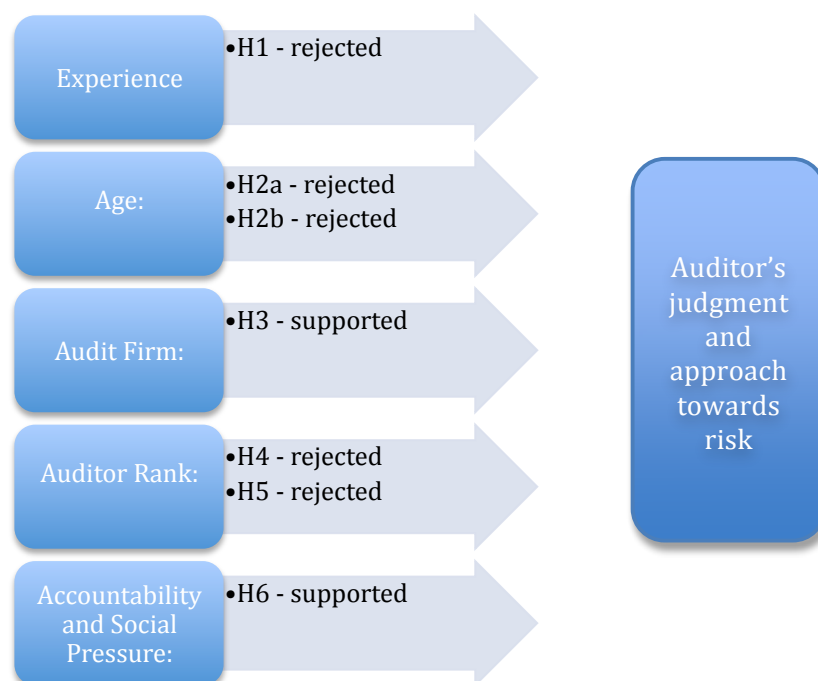 Experience
•H1 - rejected
Age:
•H2a - rejected
•H2b - rejected
Audit Firm:
•H3 - supported
Auditor Rank:
•H4 - rejected
•H5 - rejected
Accountability
and Social
Pressure:
•H6 - supported
Auditor’s
judgment
and
approach
towards
risk